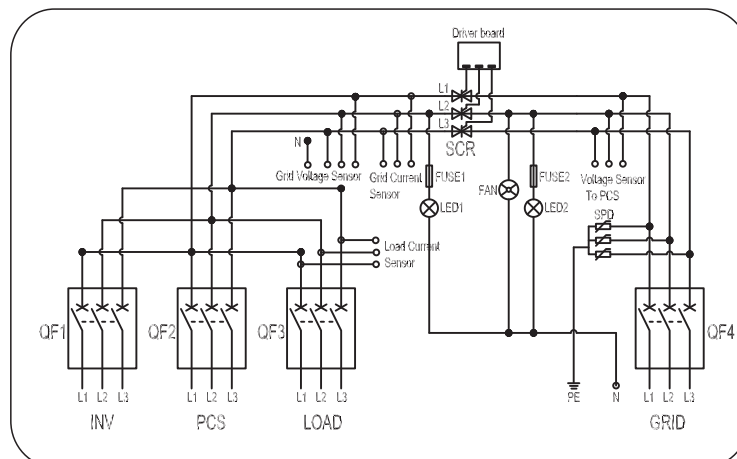 Driver board
L1
L2
L3
SCR
N
Grid Voltage Sensor
Grid Current
Sensor
FUSE1
LED1
FAN
FUSE2
LED2
Voltage Sensor
To PCS
SPD
Load Current
Sensor
QF1
QF2
QF3
QF4
L1 L2 L3
L1 L2 L3
L1 L2 L3
PE
N
L1 L2 L3
INV
PCS
LOAD
GRID